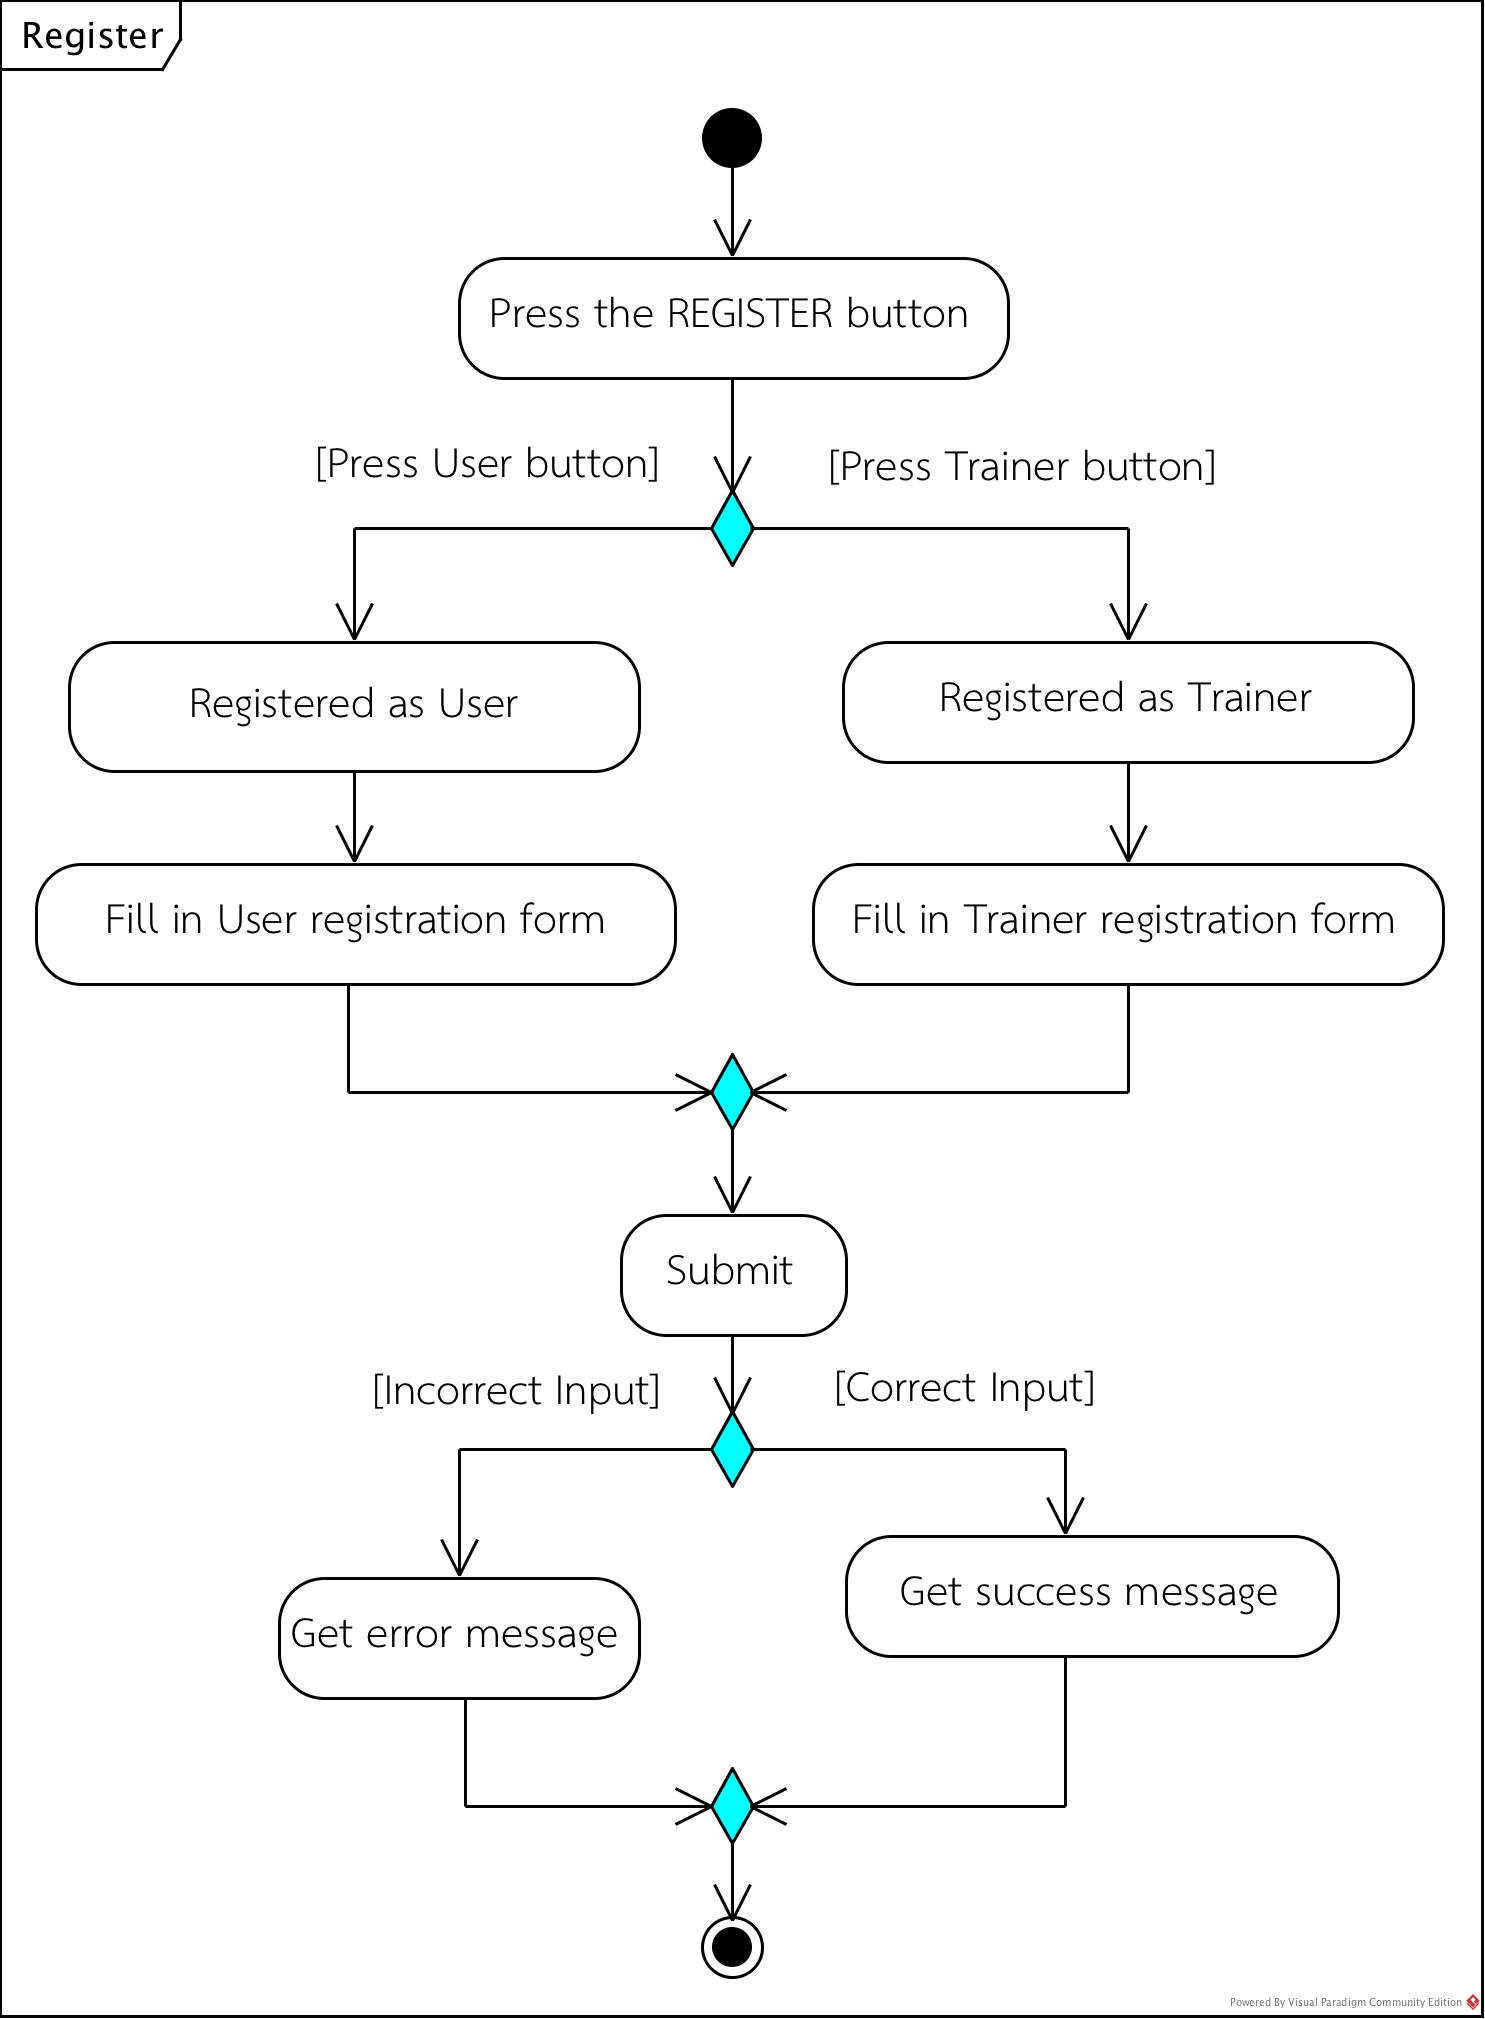 Register
Press the REGISTER button
[Press User button]
[Press Trainer button]
Registered as User
Registered as Trainer
Fill in User registration form
Fill in Trainer registration form
Submit
[Incorrect Input]
[Correct Input]
Get success message
Get error message
Powered By Visual Paradigm Community Edition